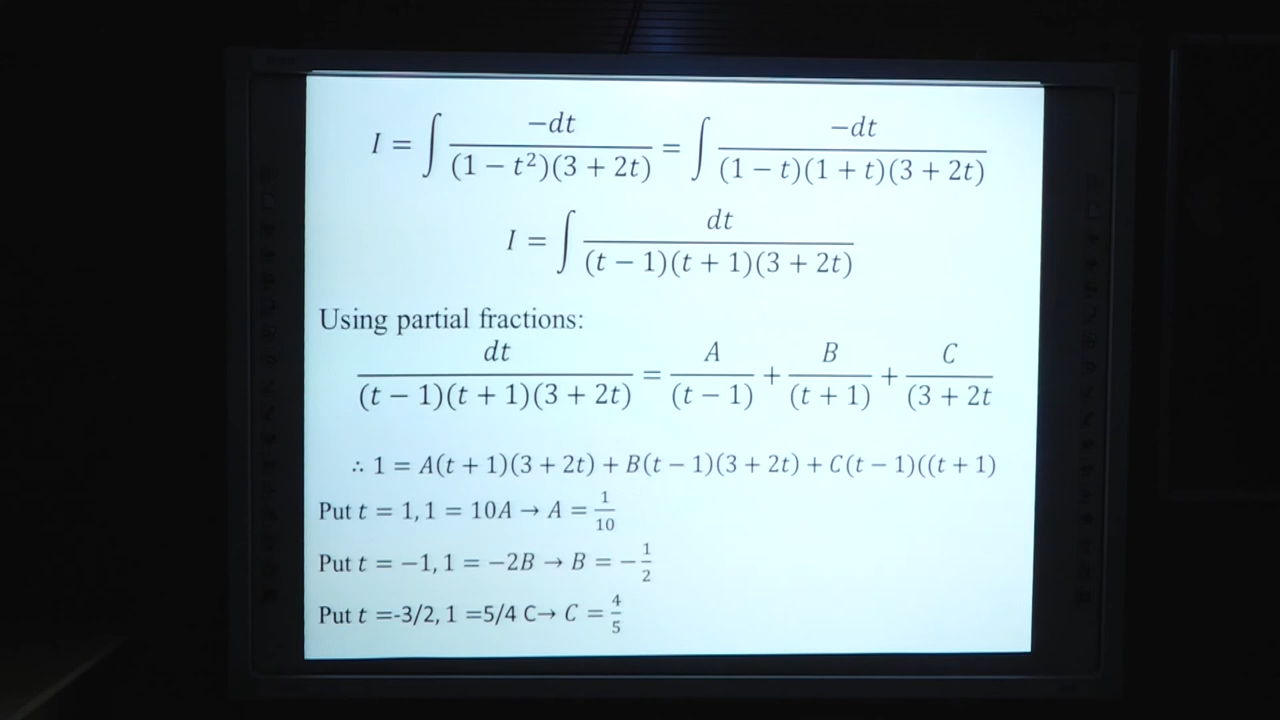 I = ∫ −dt / (1 − t²)(3 + 2t) = ∫ −dt / (1 − t)(1 + t)(3 + 2t)
I = ∫ dt / (t − 1)(t + 1)(3 + 2t)
Using partial fractions:
dt / (t − 1)(t + 1)(3 + 2t) = A / (t − 1) + B / (t + 1) + C / (3 + 2t
∴ 1 = A(t + 1)(3 + 2t) + B(t − 1)(3 + 2t) + C(t − 1)((t + 1)
Put t = 1, 1 = 10A → A = 1/10
Put t = −1, 1 = −2B → B = −1/2
Put t =-3/2, 1 =5/4 C→ C = 4/5